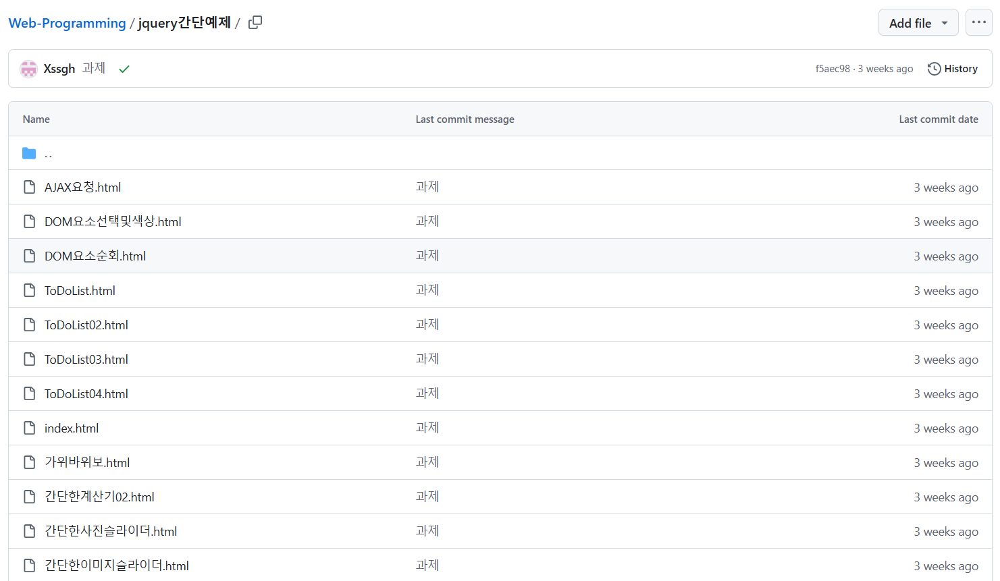 Web-Programming / jquery간단예제 /
Add file
Xssgh 과제
f5aec98 · 3 weeks ago
History
Name Last commit message Last commit date
..
AJAX요청.html 과제 3 weeks ago
DOM요소선택및색상.html 과제 3 weeks ago
DOM요소순회.html 과제 3 weeks ago
ToDoList.html 과제 3 weeks ago
ToDoList02.html 과제 3 weeks ago
ToDoList03.html 과제 3 weeks ago
ToDoList04.html 과제 3 weeks ago
index.html 과제 3 weeks ago
가위바위보.html 과제 3 weeks ago
간단한계산기02.html 과제 3 weeks ago
간단한사진슬라이더.html 과제 3 weeks ago
간단한이미지슬라이더.html 과제 3 weeks ago